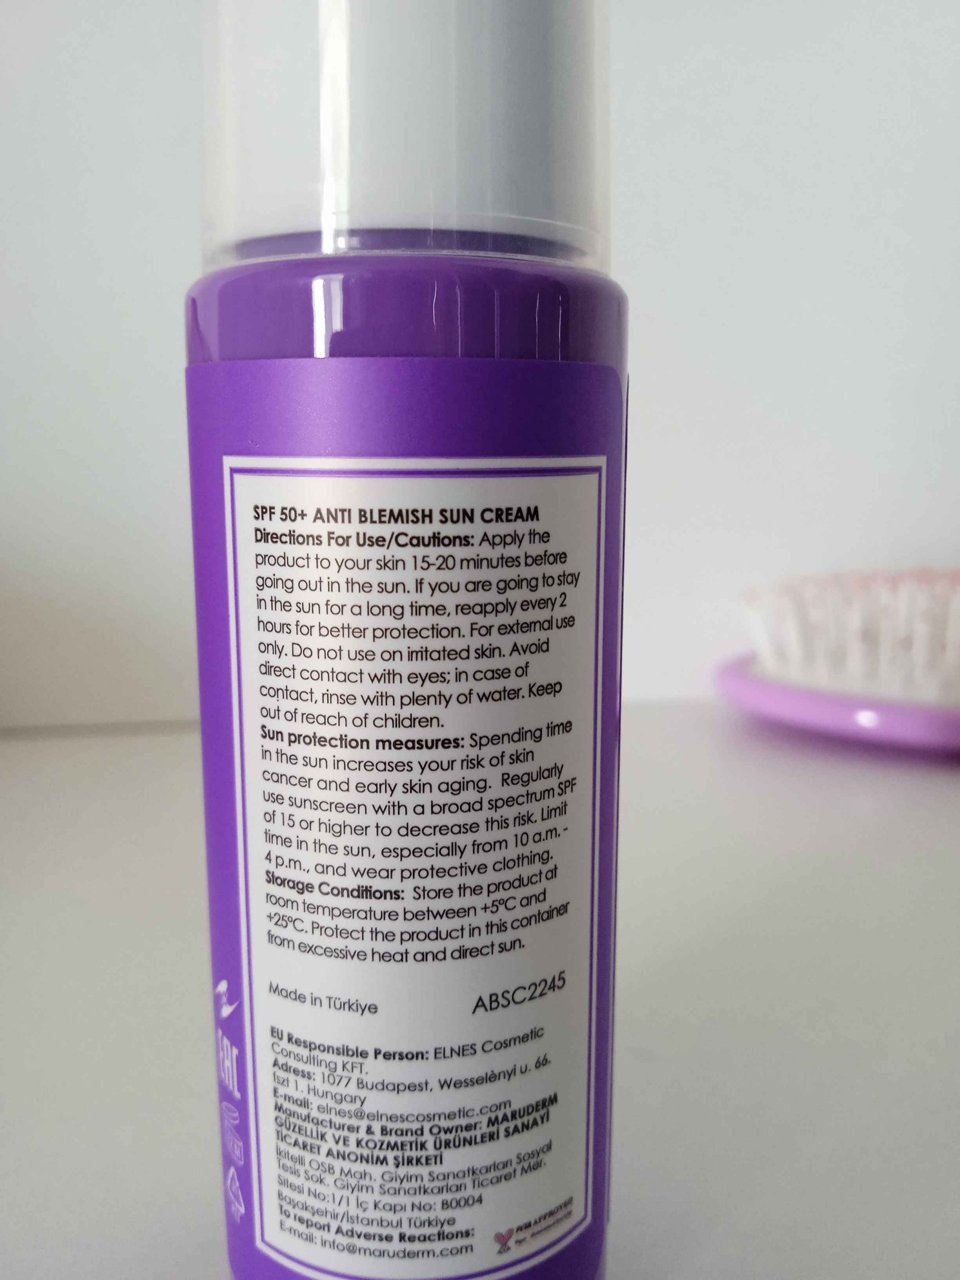 SPF 50+ ANTI BLEMISH SUN CREAM
Directions For Use/Cautions: Apply the
product to your skin 15-20 minutes before
going out in the sun. If you are going to stay
in the sun for a long time, reapply every 2
hours for better protection. For external use
only. Do not use on irritated skin. Avoid
direct contact with eyes; in case of
contact, rinse with plenty of water. Keep
out of reach of children.
Sun protection measures: Spending time
in the sun increases your risk of skin
cancer and early skin aging. Regularly
use sunscreen with a broad spectrum SPF
of 15 or higher to decrease this risk. Limit
time in the sun, especially from 10 a.m. -
4 p.m., and wear protective clothing.
Storage Conditions: Store the product at
room temperature between +5°C and
+25°C. Protect the product in this container
from excessive heat and direct sun.
Made in Türkiye ABSC2245
EU Responsible Person: ELNES Cosmetic
Consulting KFT.
Adress: 1077 Budapest, Wesselènyi u. 66.
fszt 1. Hungary
E-mail: elnes@elnescosmetic.com
Manufacturer & Brand Owner: MARUDERM
GÜZELLİK VE KOZMETİK ÜRÜNLERİ SANAYİ
TİCARET ANONİM ŞİRKETİ
İkitelli OSB Mah. Giyim Sanatkarları Sosyal
Tesis Sok. Giyim Sanatkarları Ticaret Mer.
Sitesi No:1/1 İç Kapı No: B0004
Başakşehir/İstanbul Türkiye
To report Adverse Reactions:
E-mail: info@maruderm.com
EAC